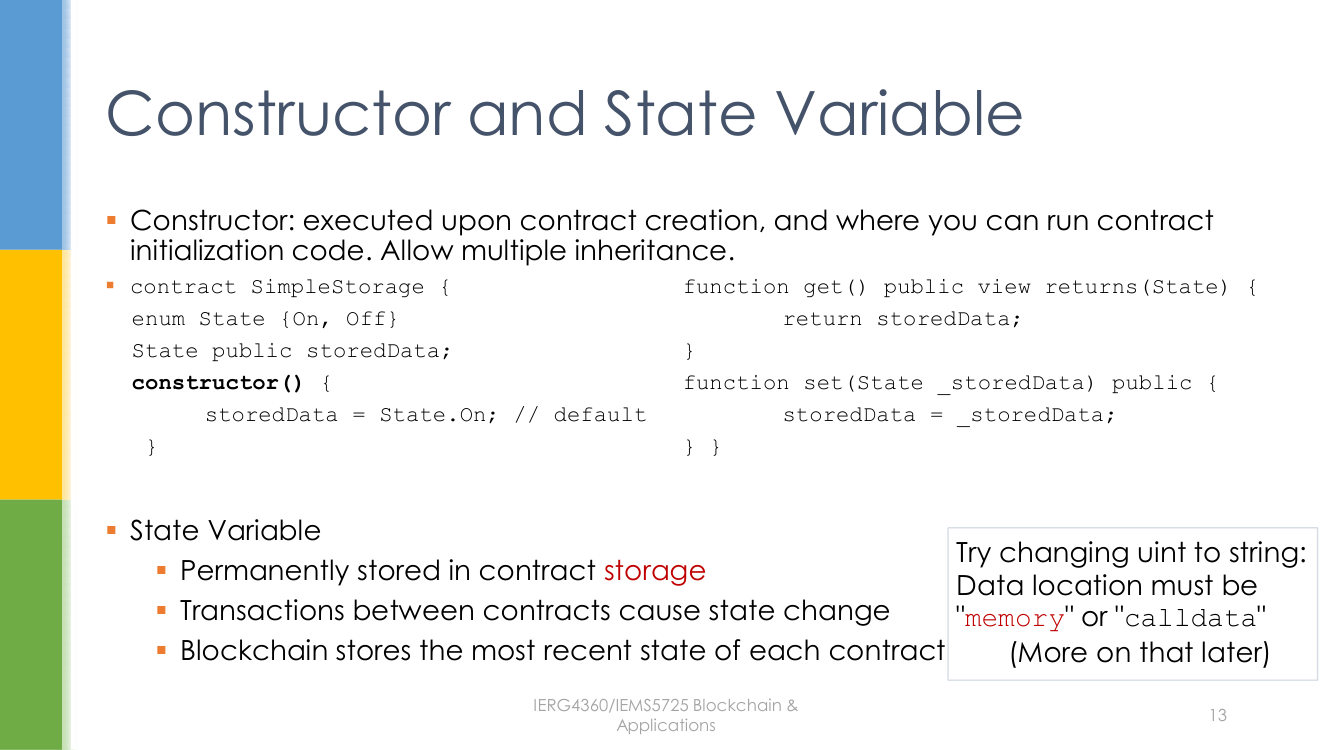 Constructor and State Variable
Constructor: executed upon contract creation, and where you can run contract
initialization code. Allow multiple inheritance.
contract SimpleStorage {
enum State {On, Off}
State public storedData;
constructor() {
storedData = State.On; // default
}
function get() public view returns(State) {
return storedData;
}
function set(State _storedData) public {
storedData = _storedData;
} }
State Variable
Permanently stored in contract storage
Transactions between contracts cause state change
Blockchain stores the most recent state of each contract
Try changing uint to string:
Data location must be
"memory" or "calldata"
(More on that later)
IERG4360/IEMS5725 Blockchain &
Applications
13